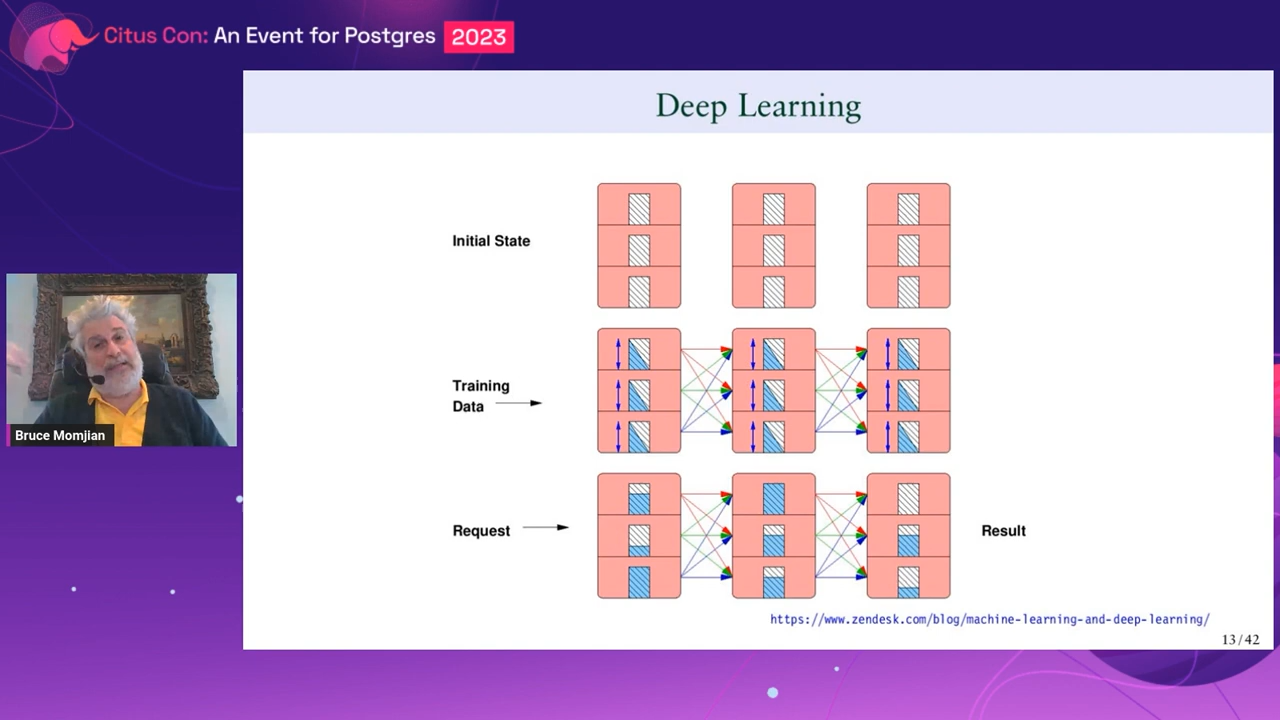 Citus Con: An Event for Postgres 2023
Deep Learning
Initial State
Training
Data
Request
Result
https://www.zendesk.com/blog/machine-learning-and-deep-learning/
13/42
Bruce Momjian